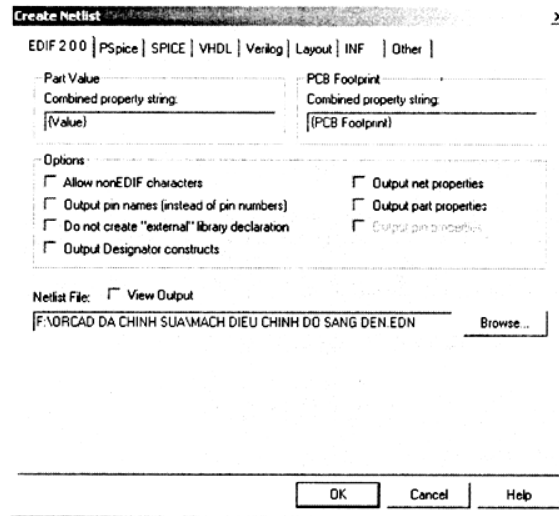 Create Netlist
EDIF 2 0 0 PSpice SPICE VHDL Verilog Layout INF Other
Part Value PCB Footprint
Combined property string: Combined property string:
{Value} {PCB Footprint}
Options
Allow nonEDIF characters Output net properties
Output pin names (instead of pin numbers) Output part properties
Do not create "external" library declaration Output pin properties
Output Designator constructs
Netlist File: View Output
F:\ORCAD DA CHINH SUA\MACH DIEU CHINH DO SANG DEN.EDN Browse...
OK Cancel Help